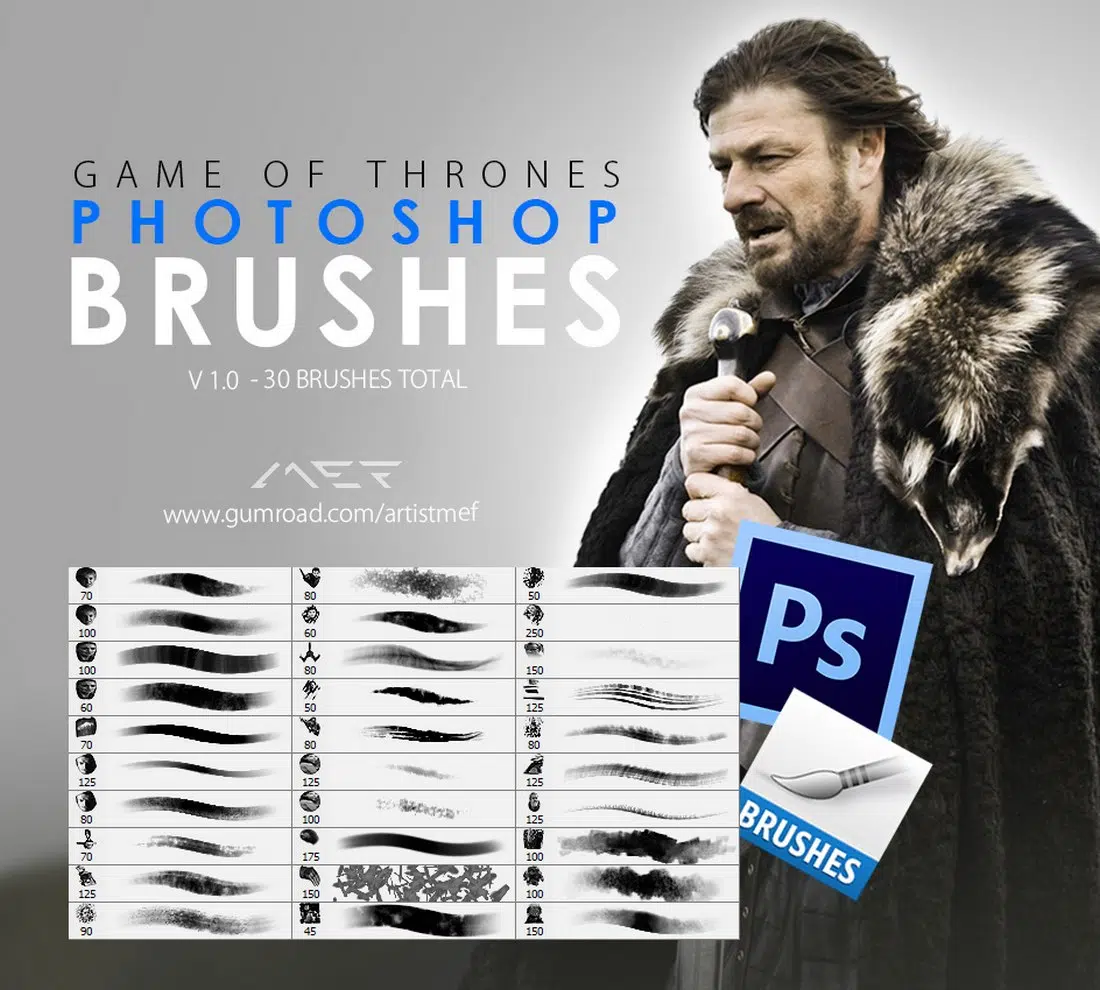 GAME OF THRONES
PHOTOSHOP
BRUSHES
V 1.0 - 30 BRUSHES TOTAL
MEF
www.gumroad.com/artistmef
70 80 50
100 60 250
100 80 150
60 50 125
70 80 80
125 125 125
80 100 125
70 175 100
125 150 100
90 45 150
Ps
BRUSHES